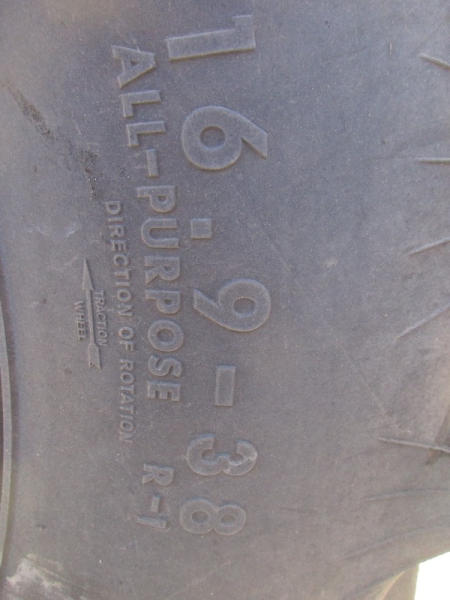 16.9-38
ALL-PURPOSE R-1
DIRECTION OF ROTATION
TRACTION
WHEEL